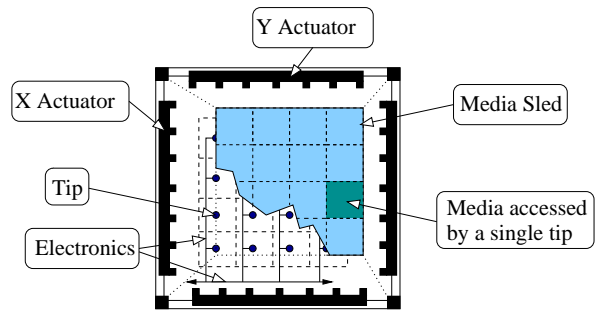 Y Actuator
X Actuator
Media Sled
Tip
Media accessed
by a single tip
Electronics